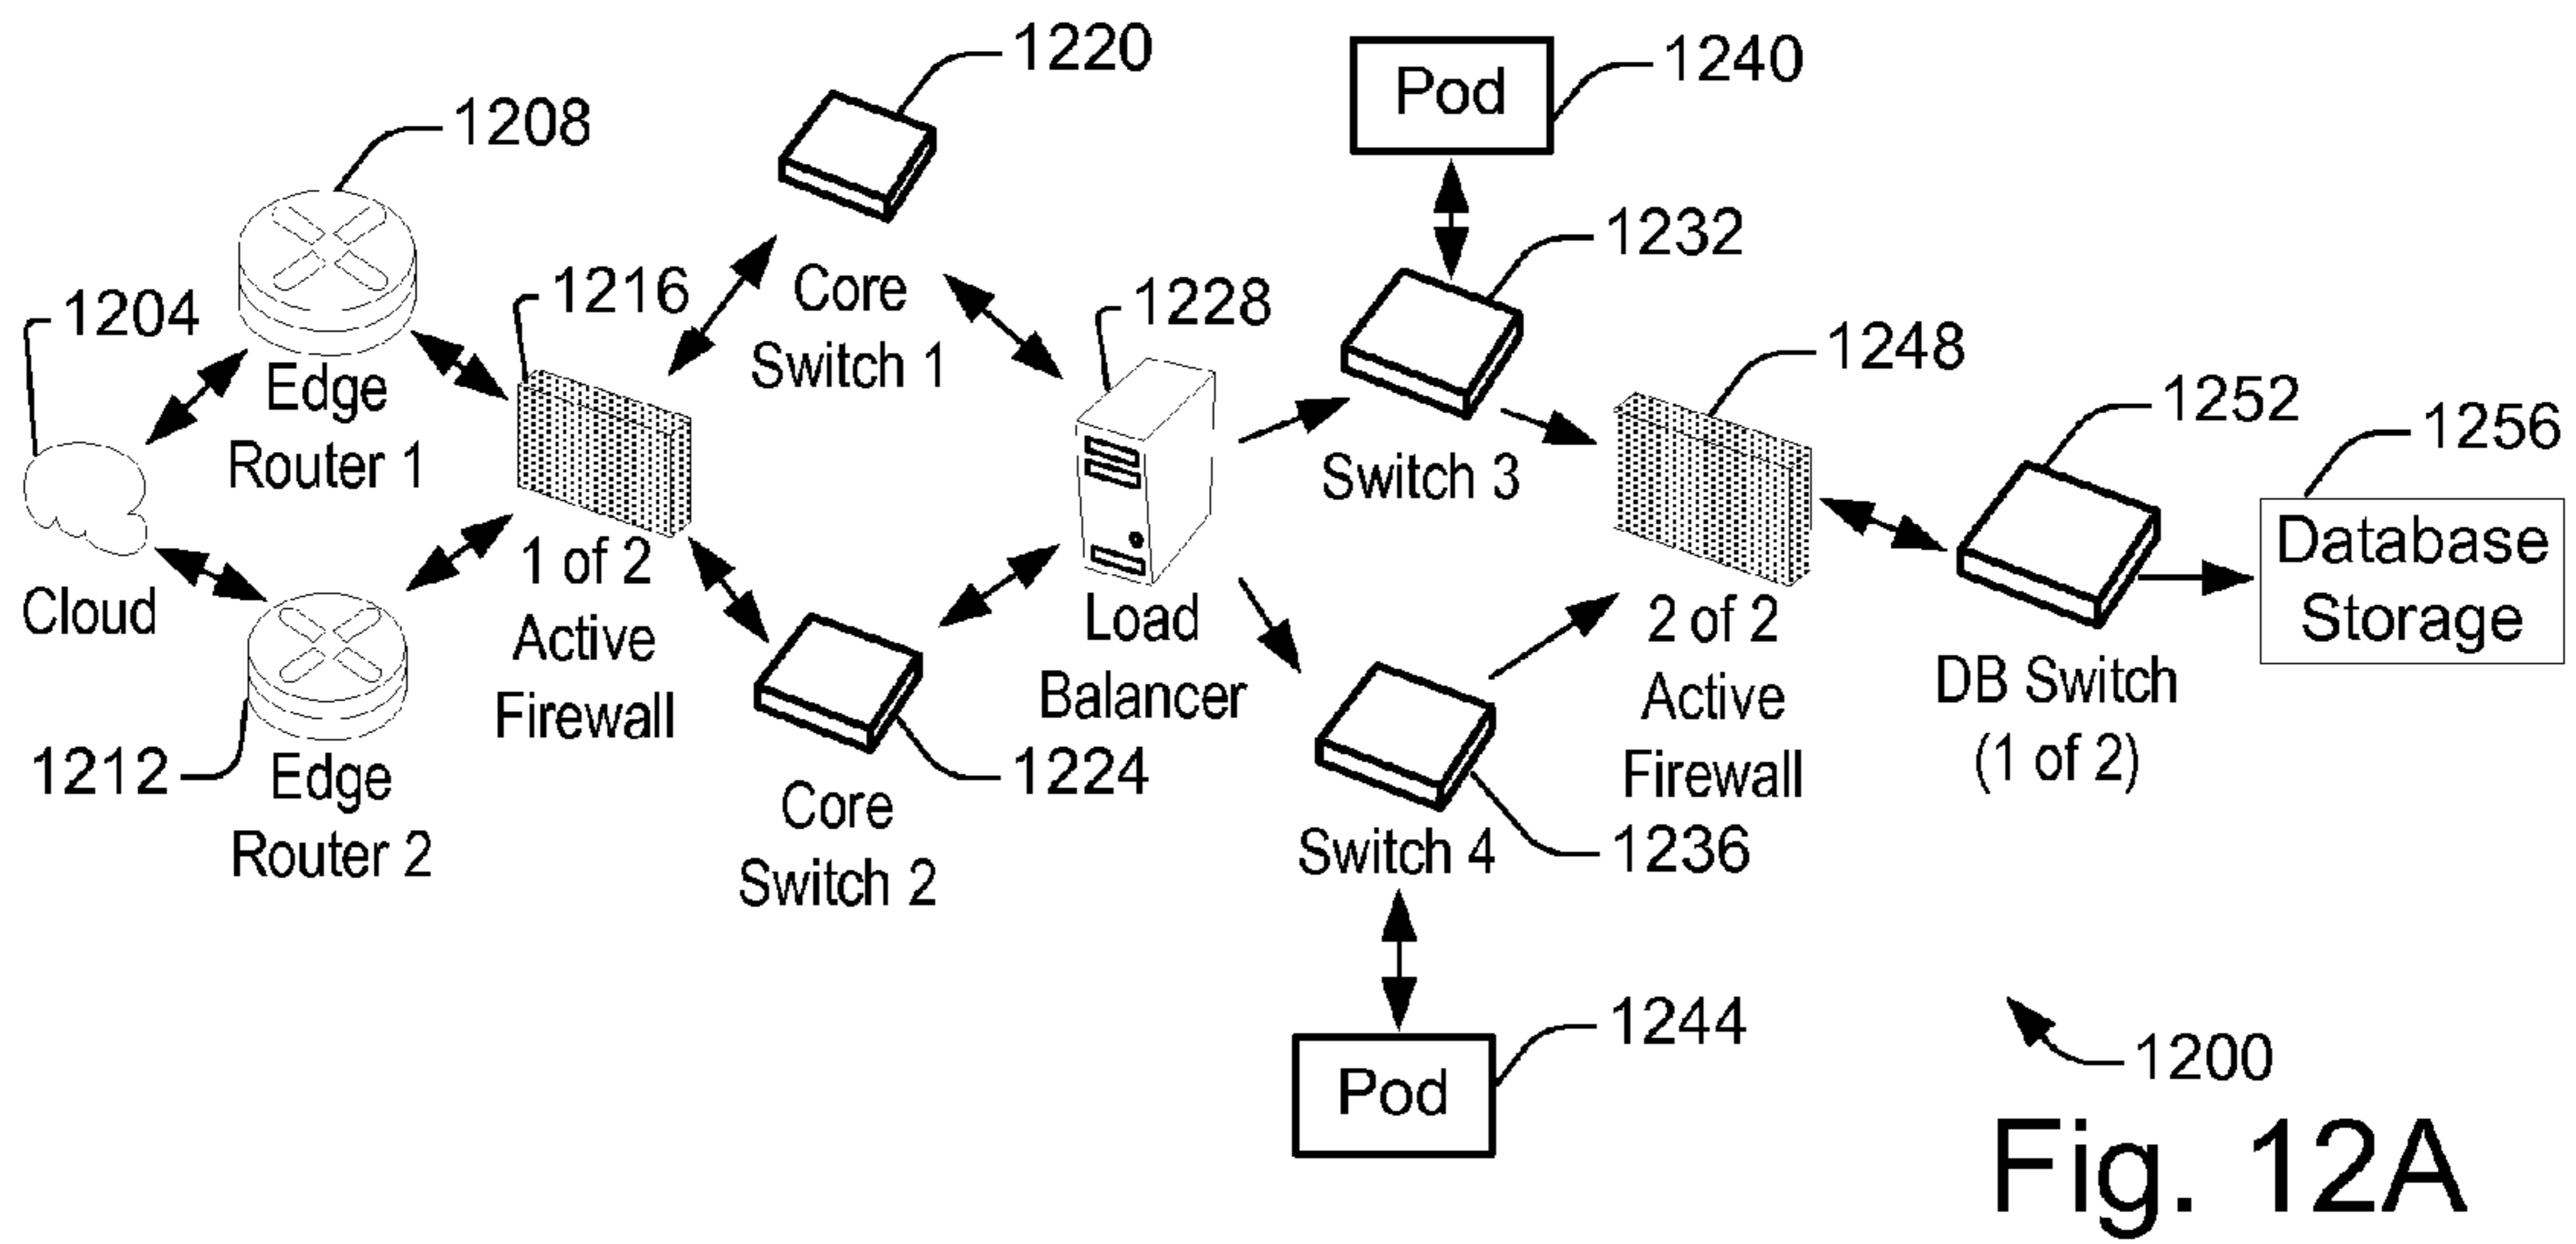 1220
1240
Pod
1208
1232
1216
1204
1228
Core
Switch 1
1248
Edge
Router 1
1252
1256
Switch 3
Database
Storage
1 of 2
Active
Firewall
Cloud
Load
Balancer
2 of 2
Active
Firewall
DB Switch
(1 of 2)
1212
Edge
Router 2
1224
Core
Switch 2
Switch 4
1236
1244
Pod
1200
Fig. 12A